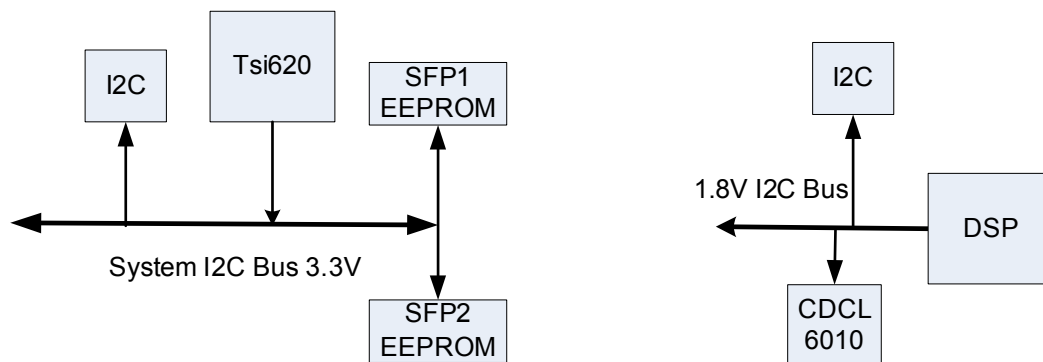 I2C
Tsi620
SFP1
EEPROM
System I2C Bus 3.3V
SFP2
EEPROM
I2C
1.8V I2C Bus
DSP
CDCL
6010